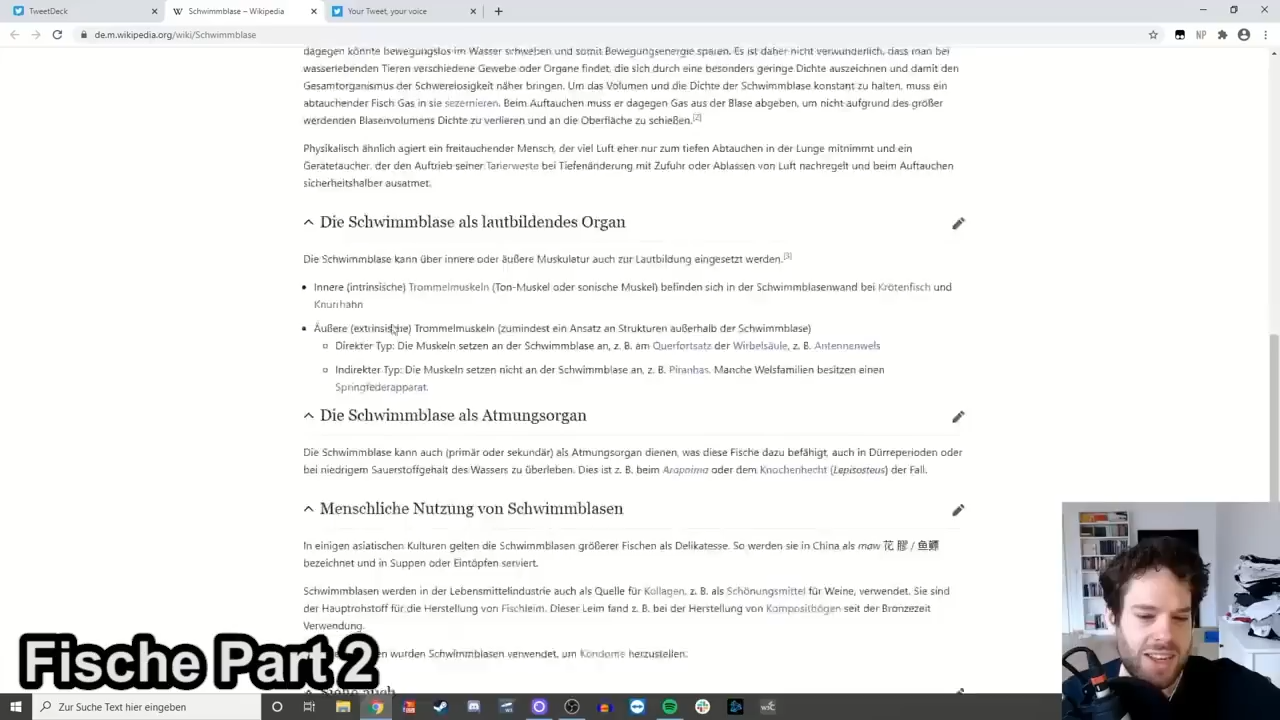 TweetDeck
Schwimmblase – Wikipedia
Your Tweet, your voice
de.m.wikipedia.org/wiki/Schwimmblase
NP
dagegen könnte bewegungslos im Wasser schweben und somit Bewegungsenergie sparen. Es ist daher nicht verwunderlich, dass man bei
wasserlebenden Tieren verschiedene Gewebe oder Organe findet, die sich durch eine besonders geringe Dichte auszeichnen und damit den
Gesamtorganismus der Schwerelosigkeit näher bringen. Um das Volumen und die Dichte der Schwimmblase konstant zu halten, muss ein
abtauchender Fisch Gas in sie sezernieren. Beim Auftauchen muss er dagegen Gas aus der Blase abgeben, um nicht aufgrund des größer
werdenden Blasenvolumens Dichte zu verlieren und an die Oberfläche zu schießen.[2]
Physikalisch ähnlich agiert ein freitauchender Mensch, der viel Luft eher nur zum tiefen Abtauchen in der Lunge mitnimmt und ein
Gerätetaucher, der den Auftrieb seiner Tarierweste bei Tiefenänderung mit Zufuhr oder Ablassen von Luft nachregelt und beim Auftauchen
sicherheitshalber ausatmet.
Die Schwimmblase als lautbildendes Organ
Die Schwimmblase kann über innere oder äußere Muskulatur auch zur Lautbildung eingesetzt werden.[3]
Innere (intrinsische) Trommelmuskeln (Ton-Muskel oder sonische Muskel) befinden sich in der Schwimmblasenwand bei Krötenfisch und
Knurrhahn
Äußere (extrinsische) Trommelmuskeln (zumindest ein Ansatz an Strukturen außerhalb der Schwimmblase)
Direkter Typ: Die Muskeln setzen an der Schwimmblase an, z. B. am Querfortsatz der Wirbelsäule, z. B. Antennenwels
Indirekter Typ: Die Muskeln setzen nicht an der Schwimmblase an, z. B. Piranhas. Manche Welsfamilien besitzen einen
Springfederapparat.
Die Schwimmblase als Atmungsorgan
Die Schwimmblase kann auch (primär oder sekundär) als Atmungsorgan dienen, was diese Fische dazu befähigt, auch in Dürreperioden oder
bei niedrigem Sauerstoffgehalt des Wassers zu überleben. Dies ist z. B. beim Arapaima oder dem Knochenhecht (Lepisosteus) der Fall.
Menschliche Nutzung von Schwimmblasen
In einigen asiatischen Kulturen gelten die Schwimmblasen größerer Fischen als Delikatesse. So werden sie in China als maw 花膠 / 鱼鳔
bezeichnet und in Suppen oder Eintöpfen serviert.
Schwimmblasen werden in der Lebensmittelindustrie auch als Quelle für Kollagen, z. B. als Schönungsmittel für Weine, verwendet. Sie sind
der Hauptrohstoff für die Herstellung von Fischleim. Dieser Leim fand z. B. bei der Herstellung von Kompositbögen seit der Bronzezeit
Verwendung.
wurden Schwimmblasen verwendet, um Kondome herzustellen.
Siehe auch
Fische Part 2
Zur Suche Text hier eingeben